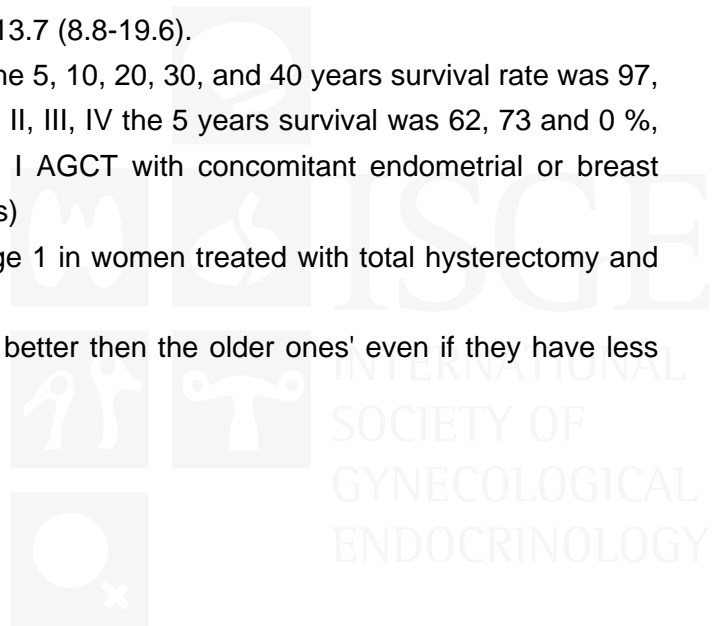 13.7 (8.8-19.6).
he 5, 10, 20, 30, and 40 years survival rate was 97,
II, III, IV the 5 years survival was 62, 73 and 0 %,
I AGCT with concomitant endometrial or breast
s)
ge 1 in women treated with total hysterectomy and
better then the older ones' even if they have less
ISGE
INTERNATIONAL
SOCIETY OF
GYNECOLOGICAL
ENDOCRINOLOGY